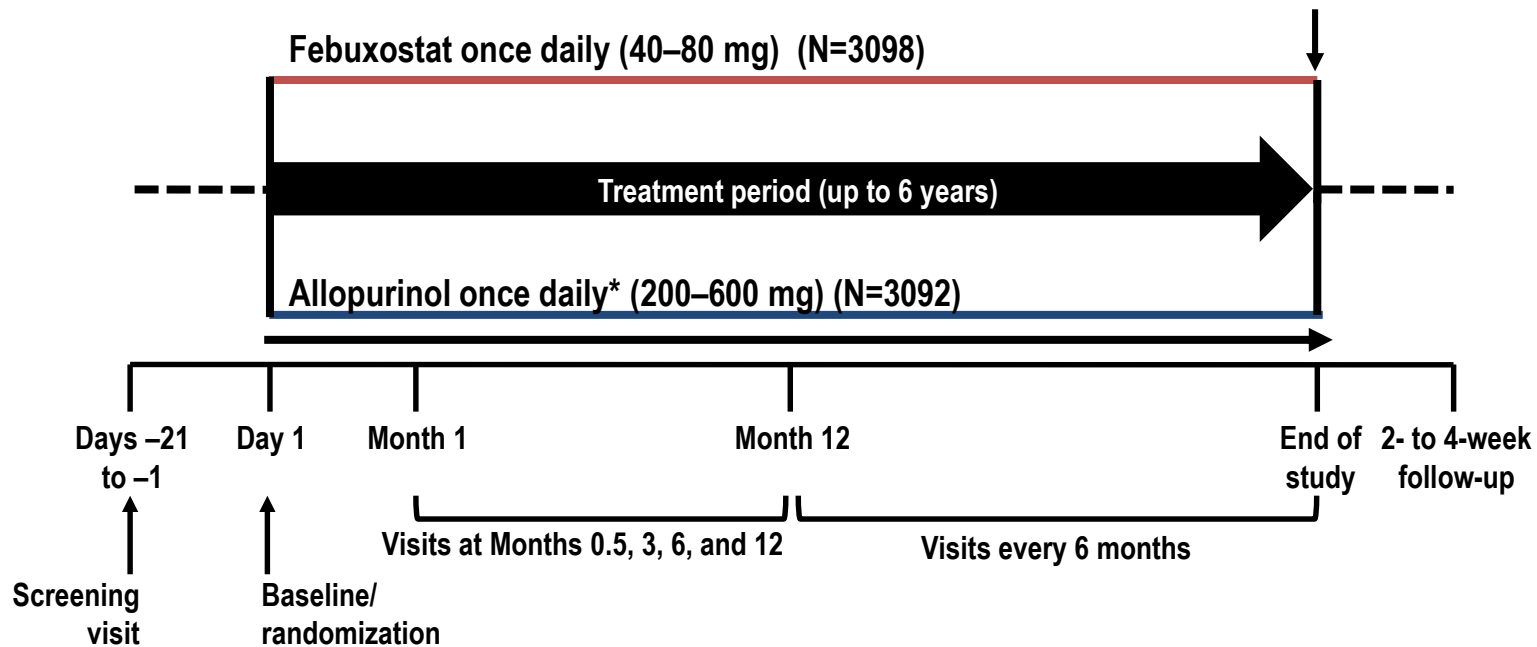 Febuxostat once daily (40–80 mg)  (N=3098)
Treatment period (up to 6 years)
Allopurinol once daily* (200–600 mg) (N=3092)
Days –21
to –1
Day 1
Month 1
Month 12
End of
study
2- to 4-week
follow-up
Visits at Months 0.5, 3, 6, and 12
Visits every 6 months
Screening
visit
Baseline/
randomization